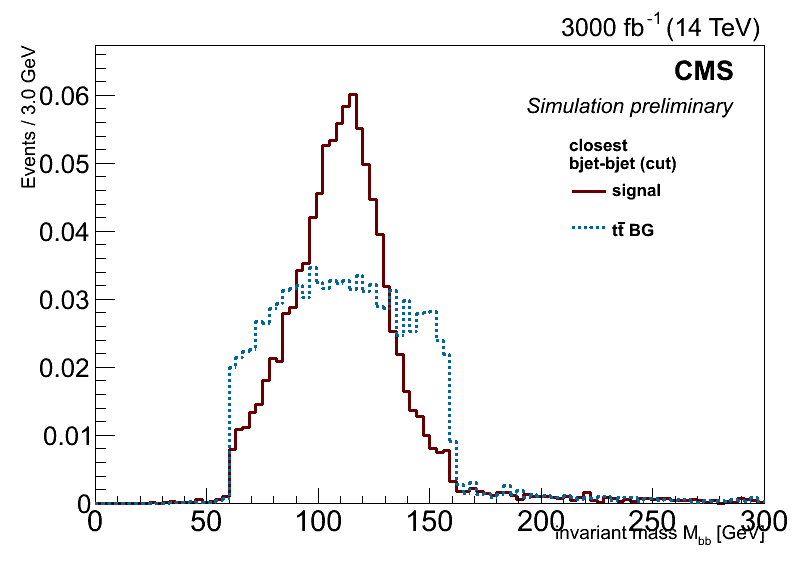 3000 fb⁻¹ (14 TeV)
Events / 3.0 GeV
CMS
Simulation preliminary
closest
bjet-bjet (cut)
signal
tt̄ BG
0.06
0.05
0.04
0.03
0.02
0.01
0
0 50 100 150 200 250 300
invariant mass M_bb [GeV]